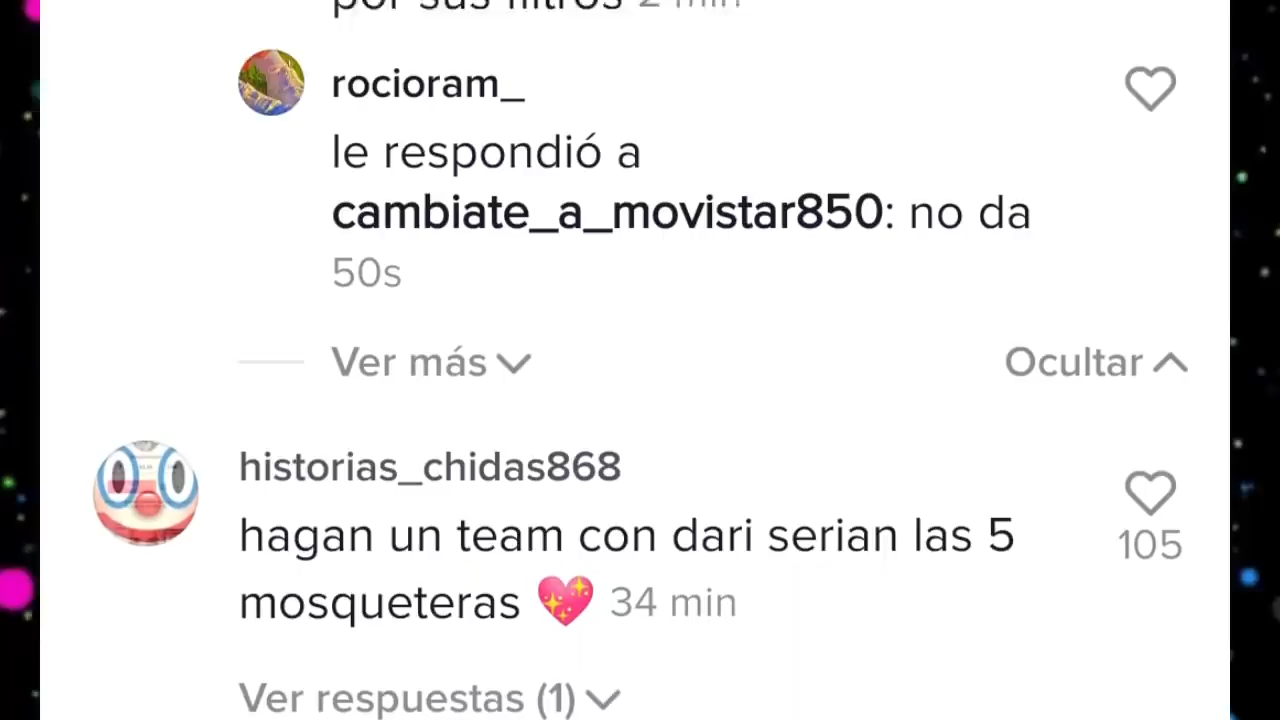 por sus filtros 2 min
rocioram_
le respondió a
cambiate_a_movistar850: no da
50s
Ver más
Ocultar
historias_chidas868
hagan un team con dari serian las 5
mosqueteras 💖 34 min
105
Ver respuestas (1)